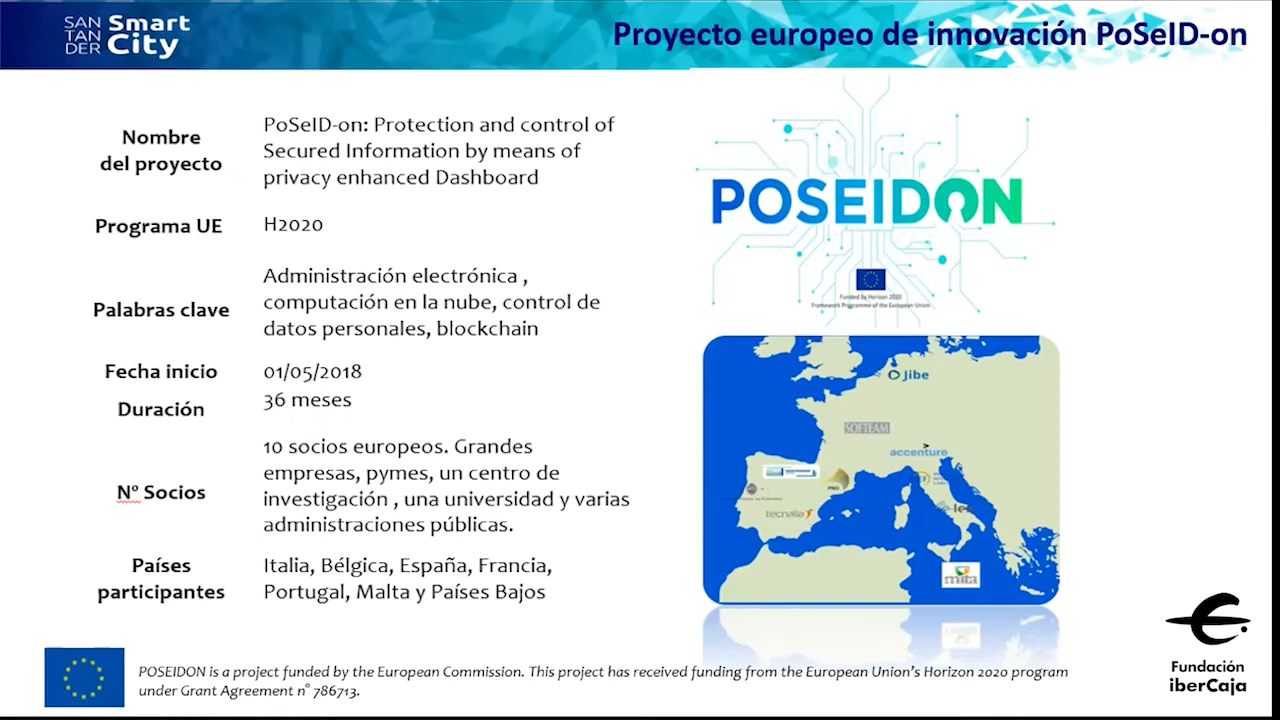 SAN
TAN
DER
Smart
City
Proyecto europeo de innovación PoSeID-on
Nombre
del proyecto
PoSeID-on: Protection and control of
Secured Information by means of
privacy enhanced Dashboard
Programa UE
H2020
Palabras clave
Administración electrónica ,
computación en la nube, control de
datos personales, blockchain
Fecha inicio
01/05/2018
Duración
36 meses
Nº Socios
10 socios europeos. Grandes
empresas, pymes, un centro de
investigación , una universidad y varias
administraciones públicas.
Países
participantes
Italia, Bélgica, España, Francia,
Portugal, Malta y Países Bajos
POSEIDON
Funded by Horizon 2020
Framework Programme of the European Union
Jibe
SOFTEAM
accenture
PNO
tecnalia
mita
POSEIDON is a project funded by the European Commission. This project has received funding from the European Union's Horizon 2020 program
under Grant Agreement n° 786713.
Fundación
iberCaja